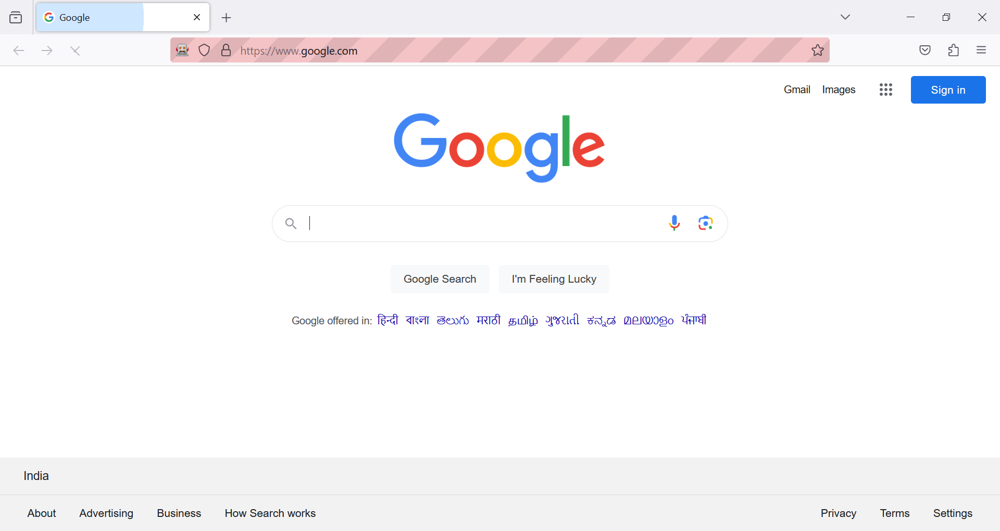 Google
https://www.google.com
Gmail Images Sign in
Google
Google Search I'm Feeling Lucky
Google offered in: हिन्दी বাংলা తెలుగు मराठी தமிழ் ગુજરાતી ಕನ್ನಡ മലയാളം ਪੰਜਾਬੀ
India
About Advertising Business How Search works Privacy Terms Settings